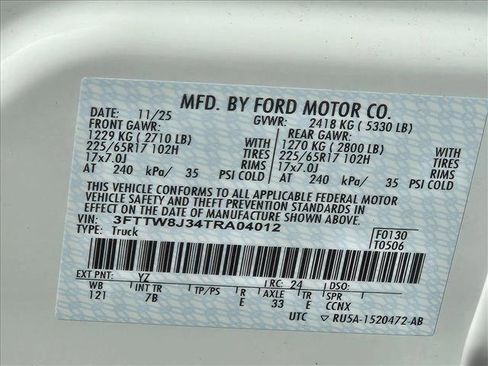 MFD. BY FORD MOTOR CO.
DATE: 11/25 GVWR: 2418 KG ( 5330 LB)
FRONT GAWR: REAR GAWR:
1229 KG ( 2710 LB) WITH 1270 KG ( 2800 LB) WITH
225/65R17 102H TIRES 225/65R17 102H TIRES
17x7.0J RIMS 17x7.0J RIMS
AT 240 kPa/ 35 PSI COLD AT 240 kPa/ 35 PSI COLD
THIS VEHICLE CONFORMS TO ALL APPLICABLE FEDERAL MOTOR
VEHICLE SAFETY AND THEFT PREVENTION STANDARDS IN
EFFECT ON THE DATE OF MANUFACTURE SHOWN ABOVE.
VIN: 3FTTW8J34TRA04012 F0130
TYPE: Truck T0506
EXT PNT: YZ RC: 24 DSO:
WB INT TR TP/PS R AXLE TR SPR
121 7B E 33 E CCNX
UTC RU5A-1520472-AB